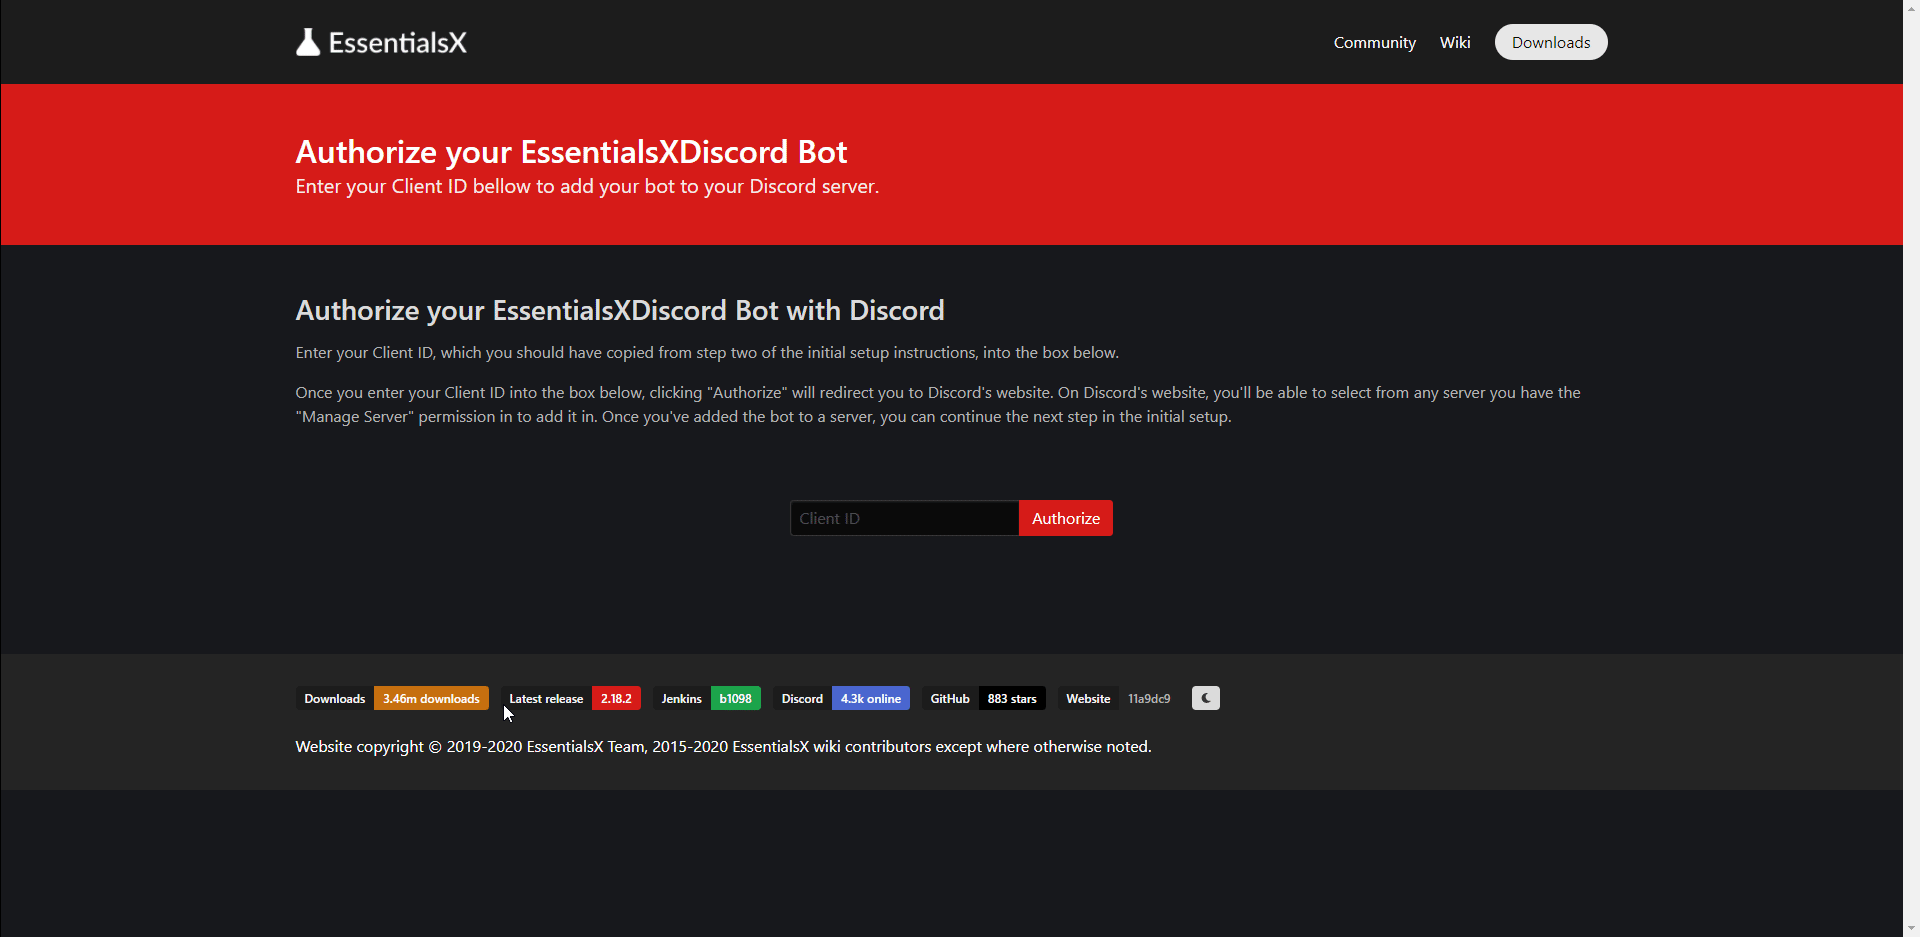 EssentialsX
Community Wiki Downloads
Authorize your EssentialsXDiscord Bot
Enter your Client ID bellow to add your bot to your Discord server.
Authorize your EssentialsXDiscord Bot with Discord
Enter your Client ID, which you should have copied from step two of the initial setup instructions, into the box below.
Once you enter your Client ID into the box below, clicking "Authorize" will redirect you to Discord's website. On Discord's website, you'll be able to select from any server you have the
"Manage Server" permission in to add it in. Once you've added the bot to a server, you can continue the next step in the initial setup.
Client ID Authorize
Downloads 3.46m downloads Latest release 2.18.2 Jenkins b1098 Discord 4.3k online GitHub 883 stars Website 11a9dc9
Website copyright © 2019-2020 EssentialsX Team, 2015-2020 EssentialsX wiki contributors except where otherwise noted.